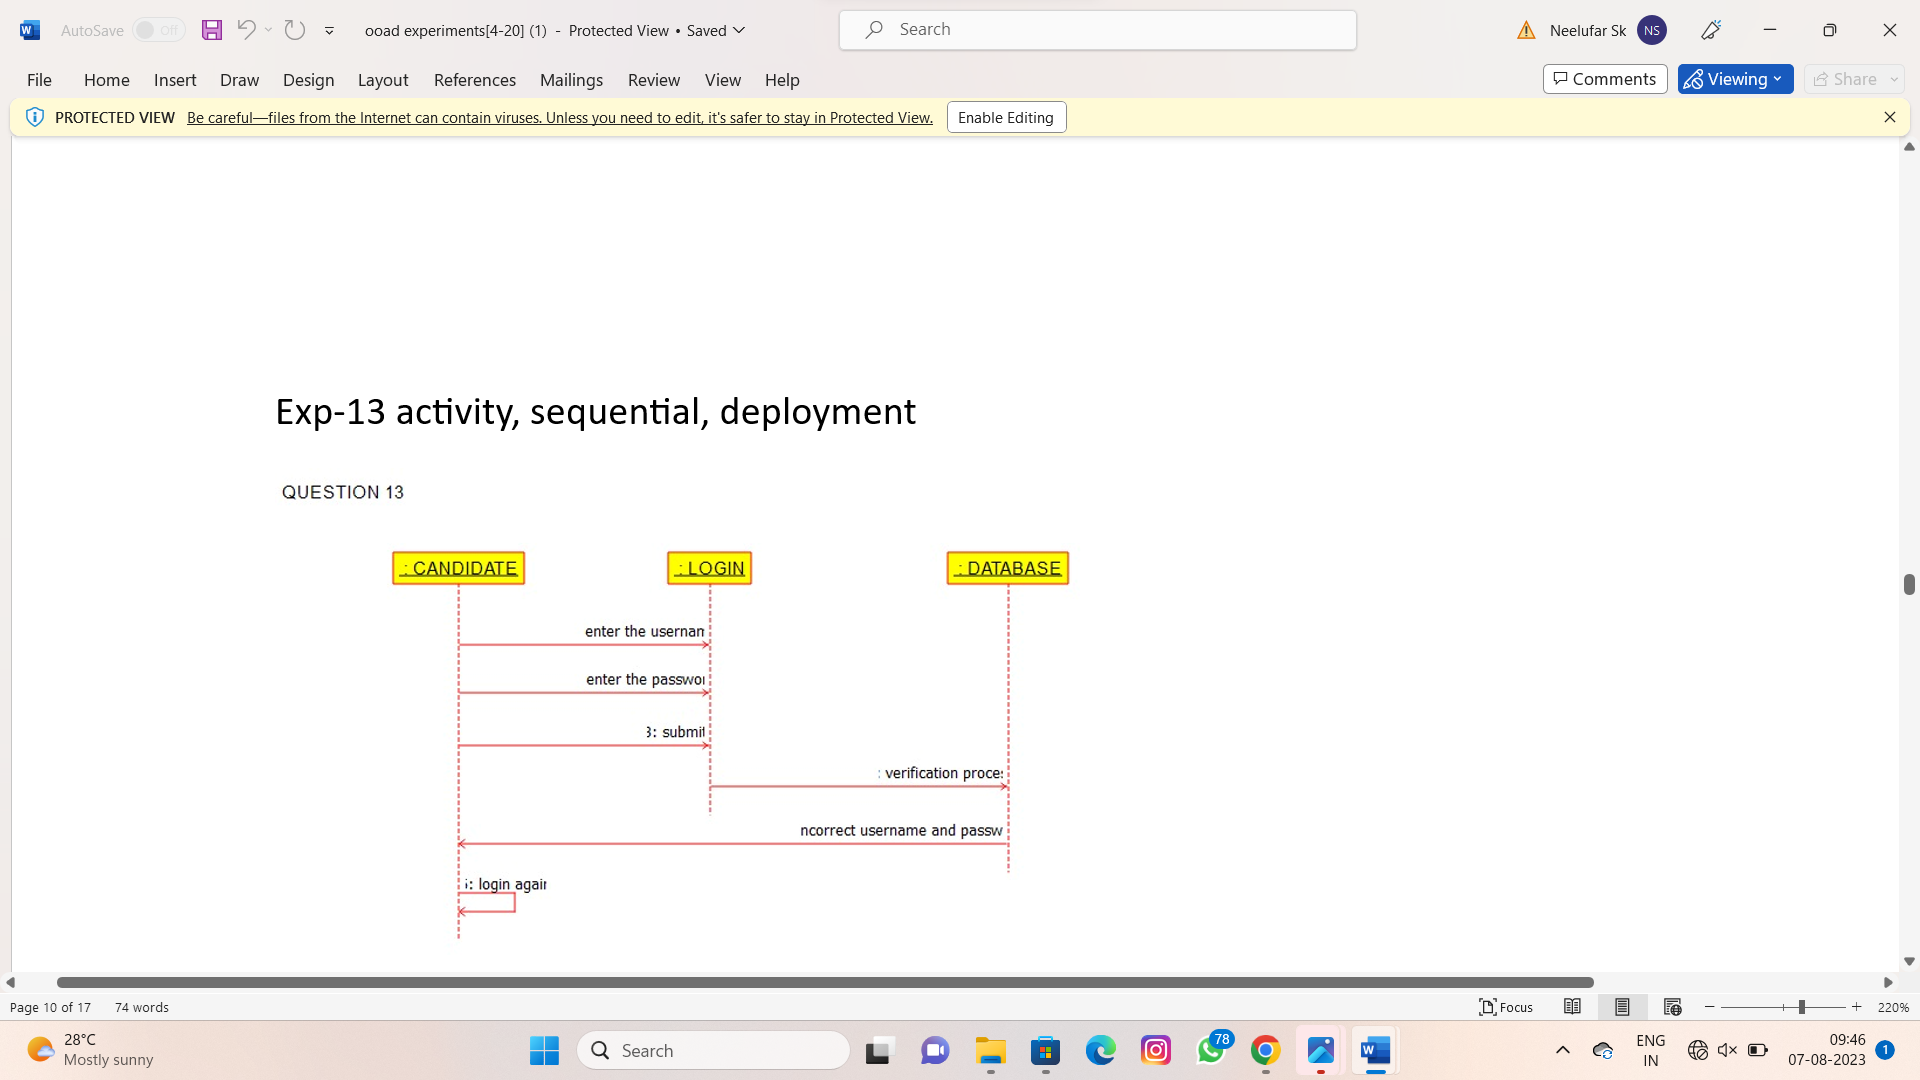 AutoSave Off ooad experiments[4-20] (1) - Protected View • Saved Search Neelufar Sk NS
File Home Insert Draw Design Layout References Mailings Review View Help Comments Viewing Share
PROTECTED VIEW Be careful—files from the Internet can contain viruses. Unless you need to edit, it's safer to stay in Protected View. Enable Editing
Exp-13 activity, sequential, deployment
QUESTION 13
: CANDIDATE : LOGIN : DATABASE
enter the usernam
enter the passwor
3: submit
: verification proces
ncorrect username and passw
: login again
Page 10 of 17 74 words Focus 220%
28°C
Mostly sunny
Search
78
ENG
IN
09:46
07-08-2023
1